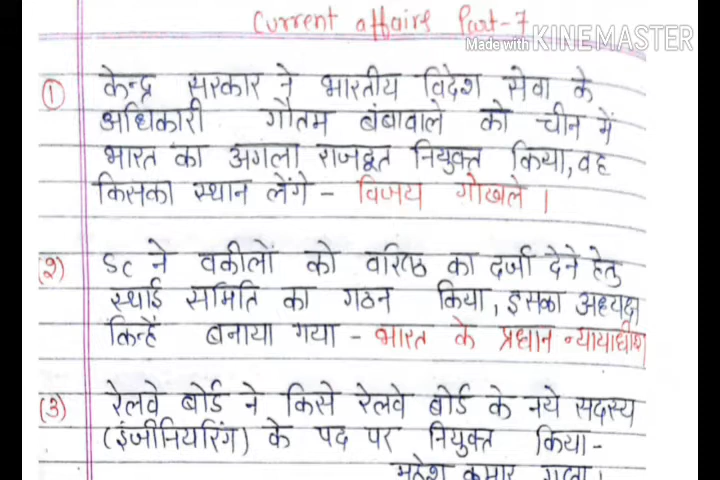 Current affairs Part-7
Made with KINEMASTER
① केन्द्र सरकार ने भारतीय विदेश सेवा के
अधिकारी गौतम बंबावाले को चीन में
भारत का अगला राजदूत नियुक्त किया, वह
किसका स्थान लेंगे - विजय गोखले ।
(२) SC ने वकीलों को वरिष्ठ का दर्जा देने हेतु
स्थाई समिति का गठन किया, इसका अध्यक्ष
किन्हें बनाया गया - भारत के प्रधान न्यायाधीश
(3) रेलवे बोर्ड ने किसे रेलवे बोर्ड के नये सदस्य
(इंजीनियरिंग) के पद पर नियुक्त किया-
महेश कुमार गुप्ता ।